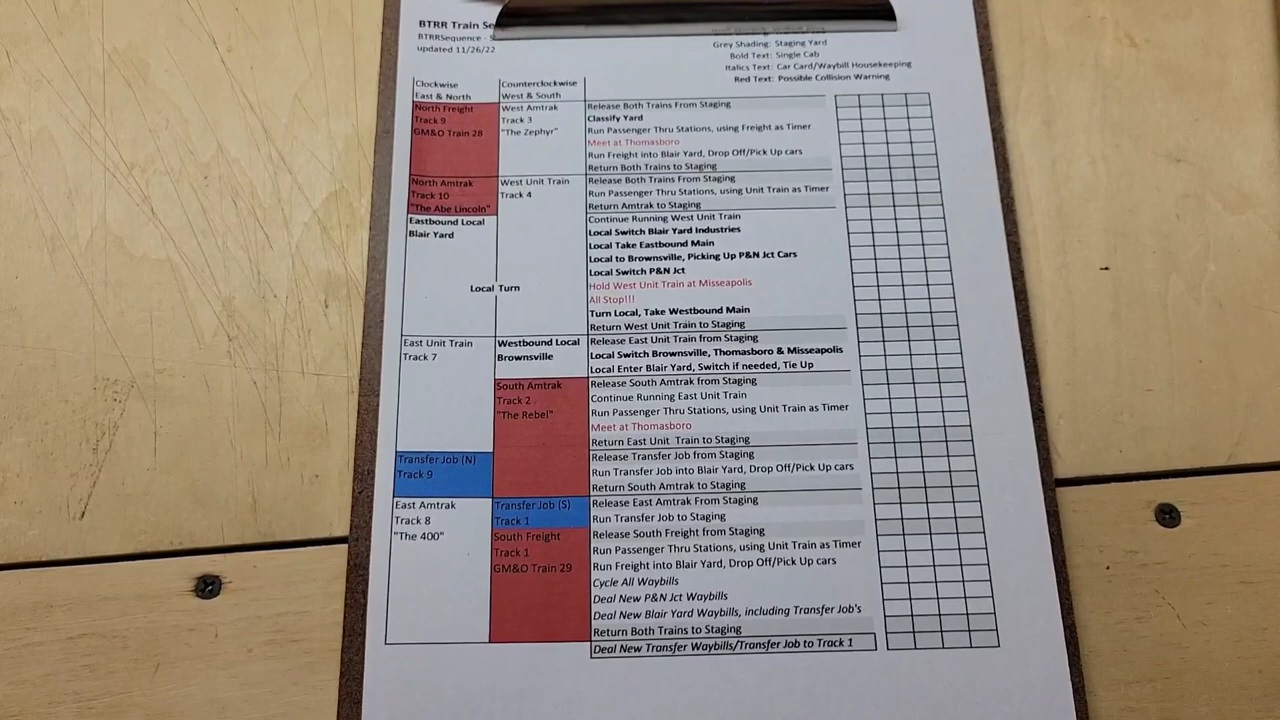 BTRR Train Se
BTRRSequence - S
updated 11/26/22
Grey Shading: Staging Yard
Bold Text: Single Cab
Italics Text: Car Card/Waybill Housekeeping
Red Text: Possible Collision Warning
Clockwise
East & North
Counterclockwise
West & South
North Freight
Track 9
GM&O Train 28
West Amtrak
Track 3
"The Zephyr"
Release Both Trains From Staging
Classify Yard
Run Passenger Thru Stations, using Freight as Timer
Meet at Thomasboro
Run Freight into Blair Yard, Drop Off/Pick Up cars
Return Both Trains to Staging
North Amtrak
Track 10
"The Abe Lincoln"
West Unit Train
Track 4
Release Both Trains From Staging
Run Passenger Thru Stations, using Unit Train as Timer
Return Amtrak to Staging
Eastbound Local
Blair Yard
Local Turn
Continue Running West Unit Train
Local Switch Blair Yard Industries
Local Take Eastbound Main
Local to Brownsville, Picking Up P&N Jct Cars
Local Switch P&N Jct
Hold West Unit Train at Misseapolis
All Stop!!!
Turn Local, Take Westbound Main
Return West Unit Train to Staging
East Unit Train
Track 7
Westbound Local
Brownsville
Release East Unit Train from Staging
Local Switch Brownsville, Thomasboro & Misseapolis
Local Enter Blair Yard, Switch if needed, Tie Up
South Amtrak
Track 2
"The Rebel"
Release South Amtrak from Staging
Continue Running East Unit Train
Run Passenger Thru Stations, using Unit Train as Timer
Meet at Thomasboro
Return East Unit Train to Staging
Transfer Job (N)
Track 9
Release Transfer Job from Staging
Run Transfer Job into Blair Yard, Drop Off/Pick Up cars
Return South Amtrak to Staging
East Amtrak
Track 8
"The 400"
Transfer Job (S)
Track 1
Release East Amtrak From Staging
Run Transfer Job to Staging
South Freight
Track 1
GM&O Train 29
Release South Freight from Staging
Run Passenger Thru Stations, using Unit Train as Timer
Run Freight into Blair Yard, Drop Off/Pick Up cars
Cycle All Waybills
Deal New P&N Jct Waybills
Deal New Blair Yard Waybills, including Transfer Job's
Return Both Trains to Staging
Deal New Transfer Waybills/Transfer Job to Track 1